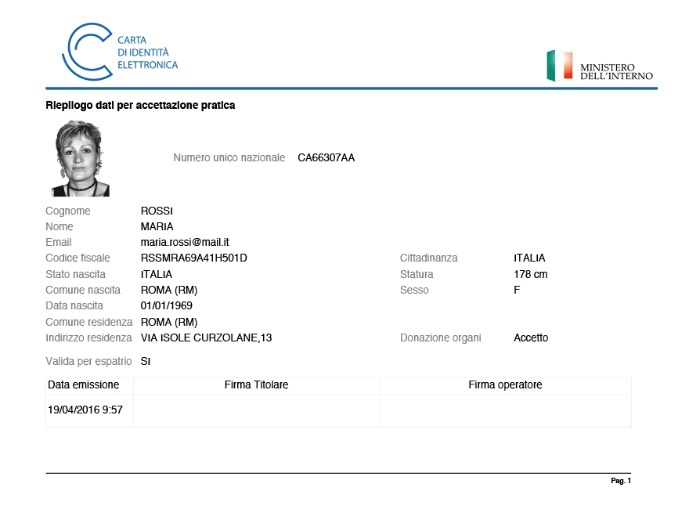 CARTA
DI IDENTITÀ
ELETTRONICA
MINISTERO
DELL'INTERNO
Riepilogo dati per accettazione pratica
Numero unico nazionale CA66307AA
Cognome ROSSI
Nome MARIA
Email maria.rossi@mail.it
Codice fiscale RSSMRA69A41H501D Cittadinanza ITALIA
Stato nascita ITALIA Statura 178 cm
Comune nascita ROMA (RM) Sesso F
Data nascita 01/01/1969
Comune residenza ROMA (RM)
Indirizzo residenza VIA ISOLE CURZOLANE,13 Donazione organi Accetto
Valida per espatrio SI
Data emissione Firma Titolare Firma operatore
19/04/2016 9:57
Pag. 1